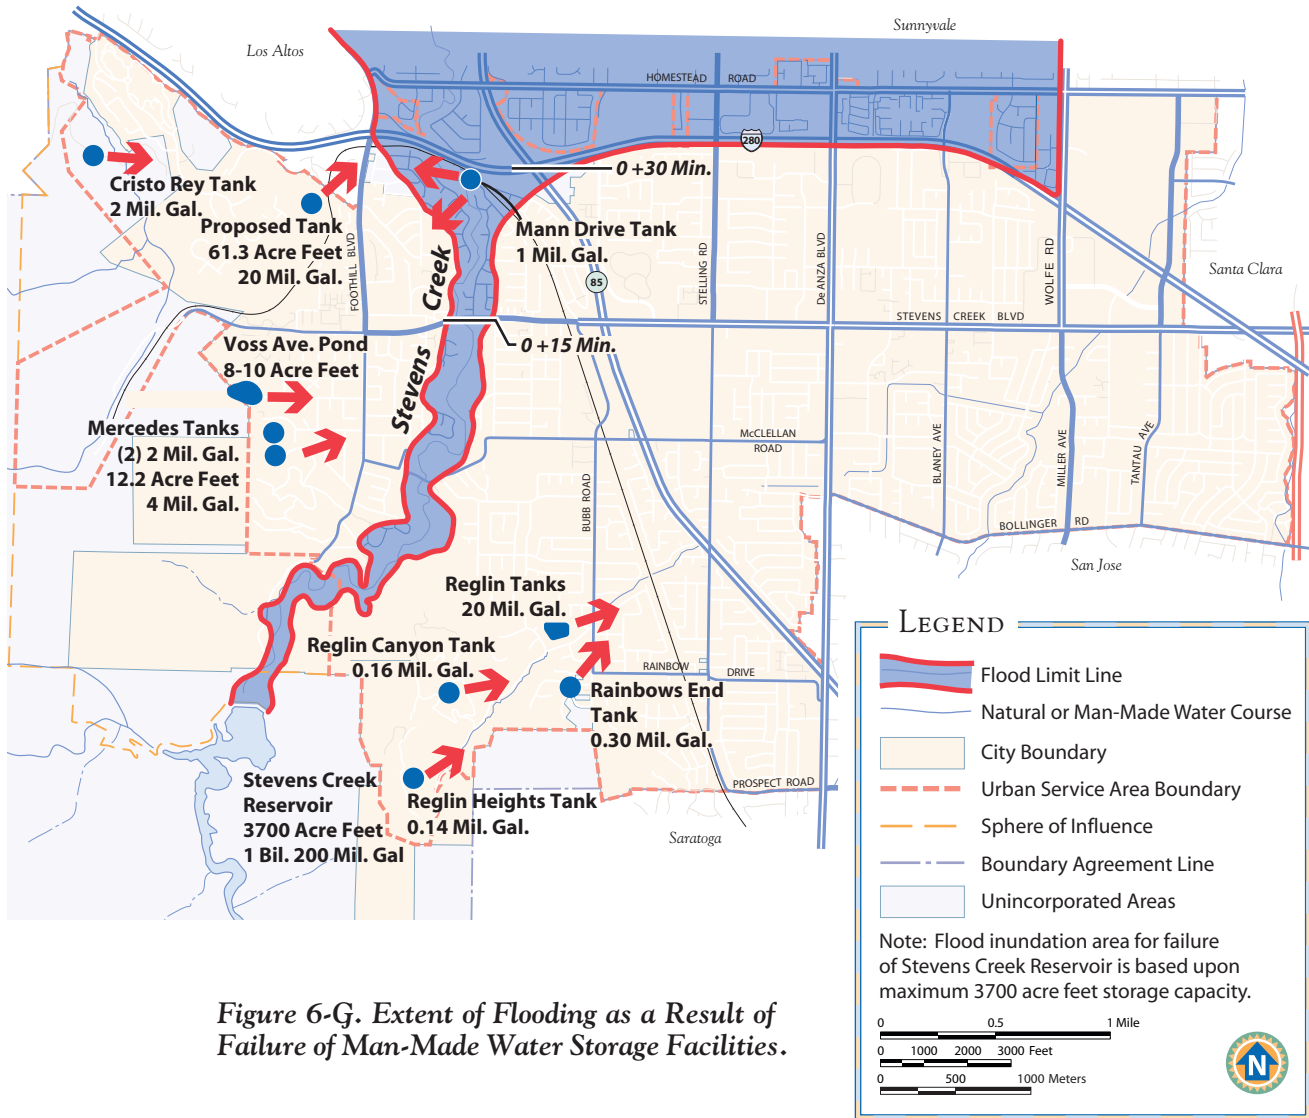 Los Altos
Sunnyvale
HOMESTEAD ROAD
280
0 +30 Min.
Cristo Rey Tank
2 Mil. Gal.
Proposed Tank
61.3 Acre Feet
20 Mil. Gal.
FOOTHILL BLVD
Mann Drive Tank
1 Mil. Gal.
85
STELLING RD
De ANZA BLVD
WOLFE RD
Santa Clara
Stevens Creek
STEVENS CREEK BLVD
0 +15 Min.
Voss Ave. Pond
8-10 Acre Feet
Mercedes Tanks
(2) 2 Mil. Gal.
12.2 Acre Feet
4 Mil. Gal.
McCLELLAN
ROAD
BUBB ROAD
BLANEY AVE
MILLER AVE
TANTAU AVE
BOLLINGER RD
San Jose
Reglin Tanks
20 Mil. Gal.
Reglin Canyon Tank
0.16 Mil. Gal.
RAINBOW DRIVE
Rainbows End
Tank
0.30 Mil. Gal.
PROSPECT ROAD
Stevens Creek
Reservoir
3700 Acre Feet
1 Bil. 200 Mil. Gal
Reglin Heights Tank
0.14 Mil. Gal.
Saratoga
LEGEND
Flood Limit Line
Natural or Man-Made Water Course
City Boundary
Urban Service Area Boundary
Sphere of Influence
Boundary Agreement Line
Unincorporated Areas
Note: Flood inundation area for failure
of Stevens Creek Reservoir is based upon
maximum 3700 acre feet storage capacity.
0 0.5 1 Mile
0 1000 2000 3000 Feet
0 500 1000 Meters
N
Figure 6-G. Extent of Flooding as a Result of
Failure of Man-Made Water Storage Facilities.